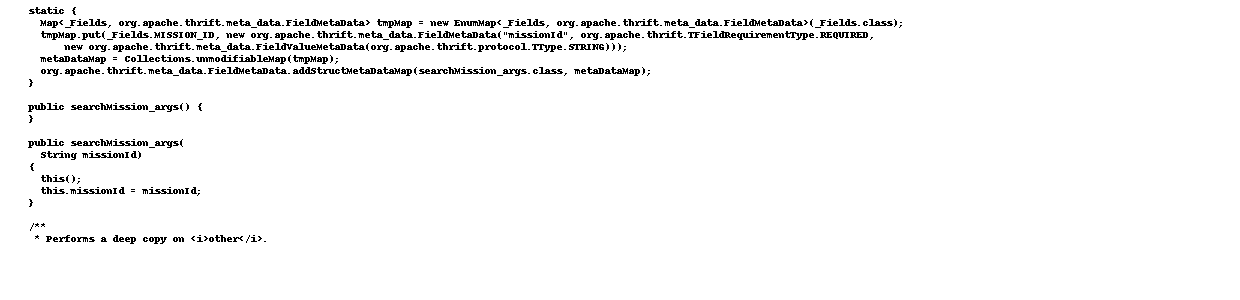 static {
  Map<_Fields, org.apache.thrift.meta_data.FieldMetaData> tmpMap = new EnumMap<_Fields, org.apache.thrift.meta_data.FieldMetaData>(_Fields.class);
  tmpMap.put(_Fields.MISSION_ID, new org.apache.thrift.meta_data.FieldMetaData("missionId", org.apache.thrift.TFieldRequirementType.REQUIRED,
      new org.apache.thrift.meta_data.FieldValueMetaData(org.apache.thrift.protocol.TType.STRING)));
  metaDataMap = Collections.unmodifiableMap(tmpMap);
  org.apache.thrift.meta_data.FieldMetaData.addStructMetaDataMap(searchMission_args.class, metaDataMap);
}

public searchMission_args() {
}

public searchMission_args(
  String missionId)
{
  this();
  this.missionId = missionId;
}

/**
 * Performs a deep copy on <i>other</i>.